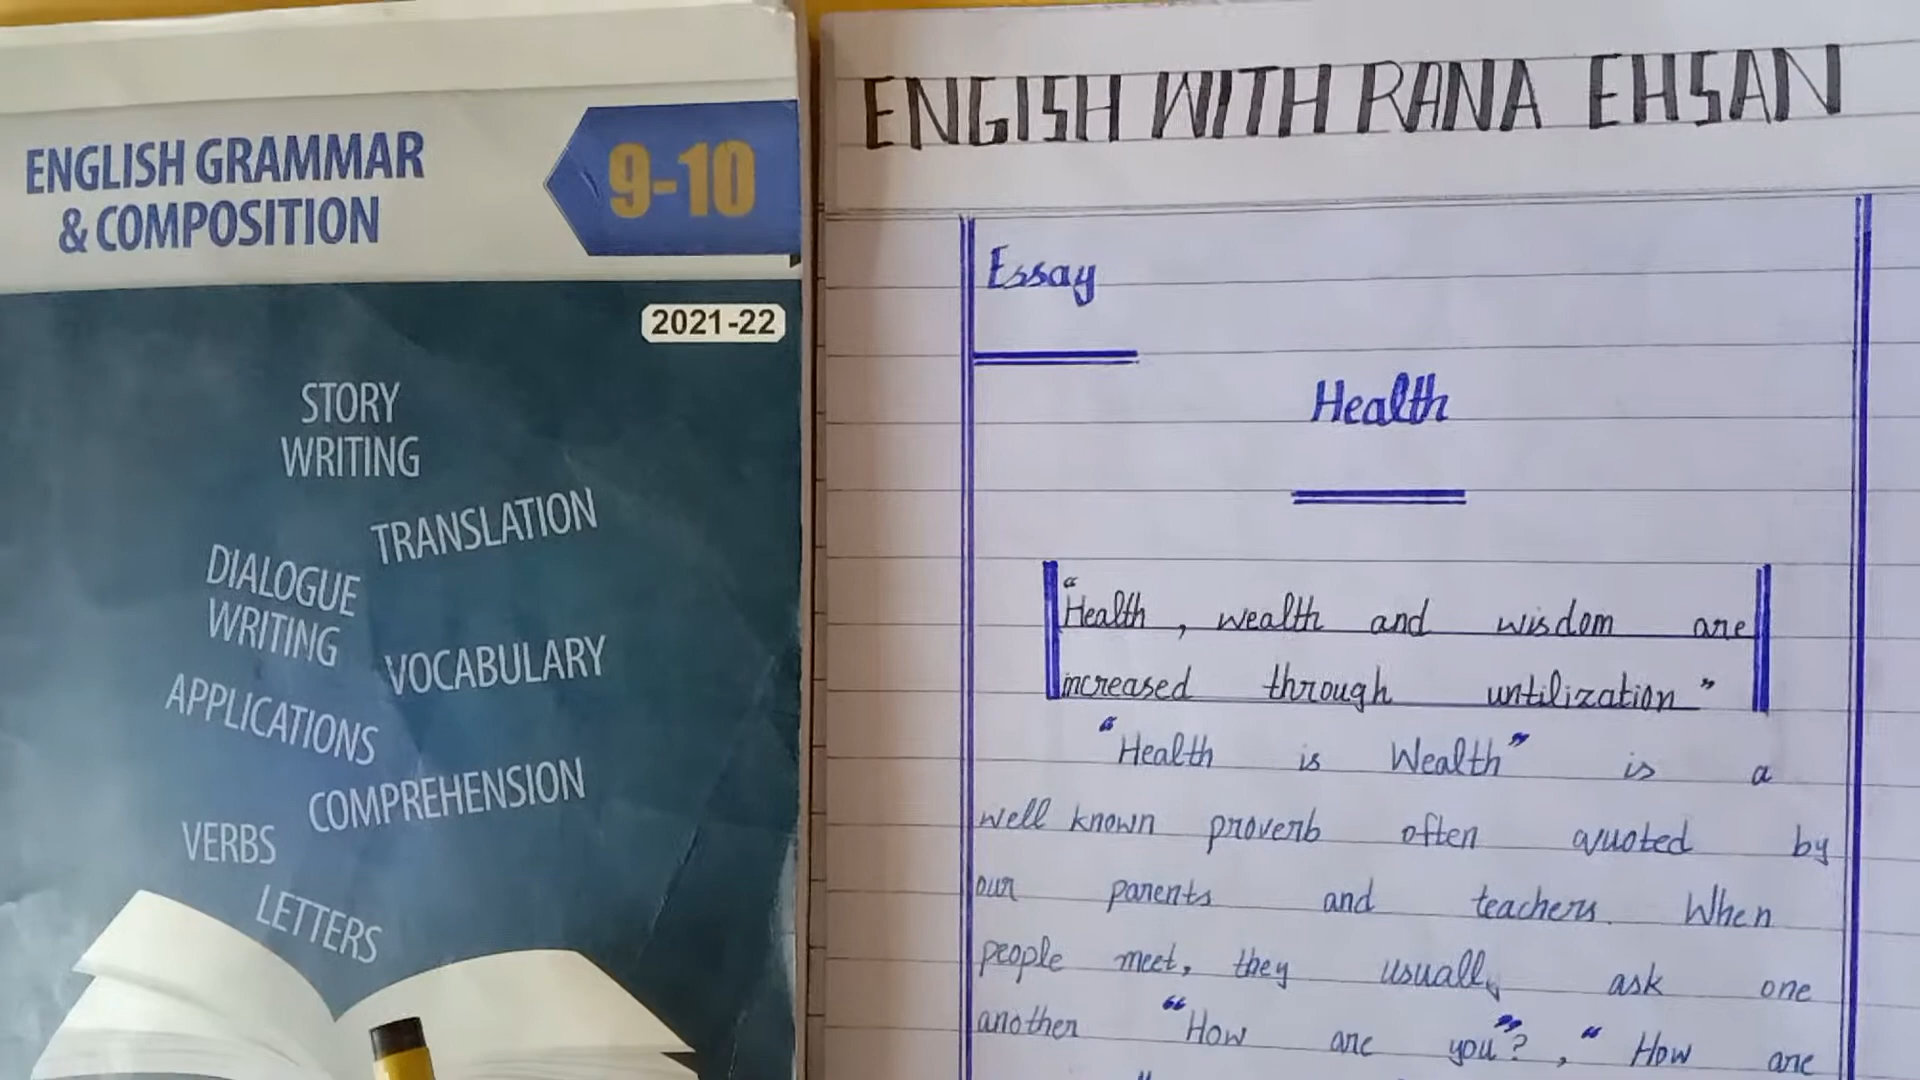 ENGLISH GRAMMAR
& COMPOSITION
9-10
2021-22
STORY
WRITING
TRANSLATION
DIALOGUE
WRITING
VOCABULARY
APPLICATIONS
COMPREHENSION
VERBS
LETTERS
ENGISH WITH RANA EHSAN
Essay
Health
“Health , wealth and wisdom are
increased through untilization”
“Health is Wealth” is a
well known proverb often quoted by
our parents and teachers. When
people meet, they usually ask one
another “How are you”? ,“ How are